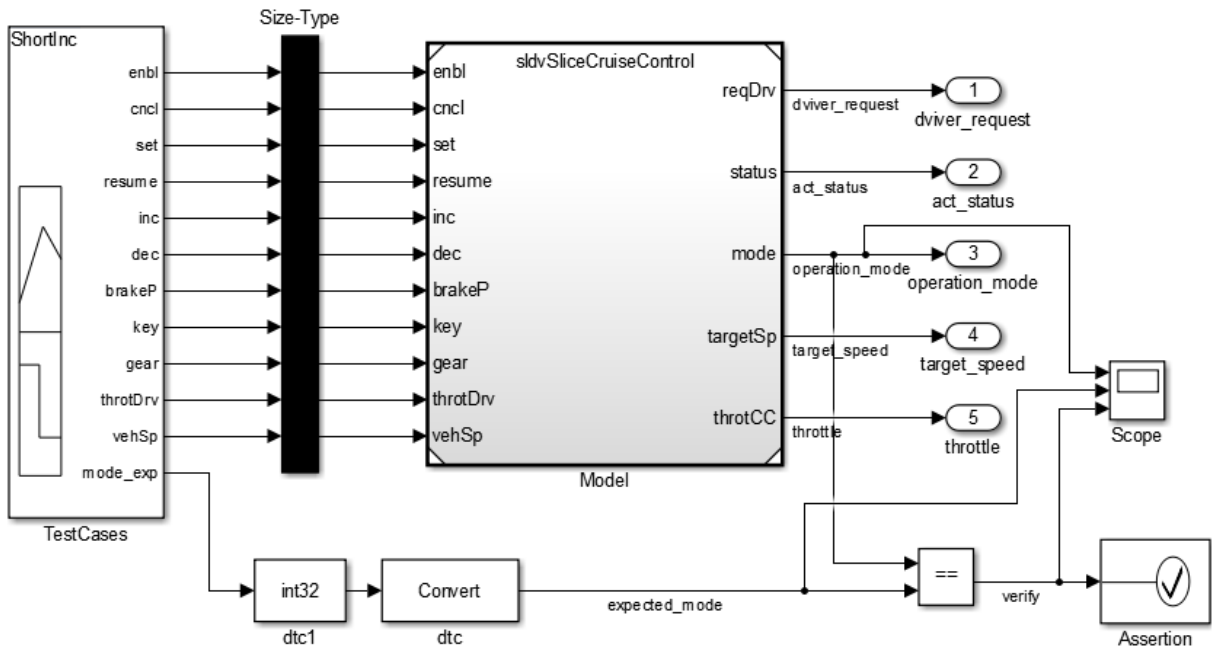 Size-Type
ShortInc
enbl
cncl
set
resume
inc
dec
brakeP
key
gear
throtDrv
vehSp
mode_exp
TestCases
sldvSliceCruiseControl
enbl
cncl
set
resume
inc
dec
brakeP
key
gear
throtDrv
vehSp
reqDrv
status
mode
targetSp
throtCC
Model
dviver_request
1
dviver_request
act_status
2
act_status
operation_mode
3
operation_mode
target_speed
4
target_speed
throttle
5
throttle
Scope
int32
dtc1
Convert
dtc
expected_mode
==
verify
Assertion